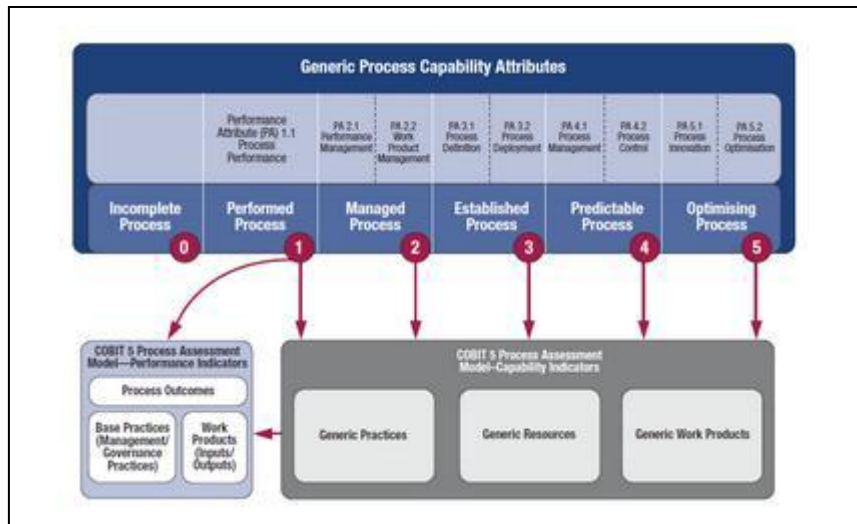 Generic Process Capability Attributes
Performance
Attribute (PA) 1.1
Process
Performance
PA 2.1
Performance
Management
PA 2.2
Work
Product
Management
PA 3.1
Process
Definition
PA 3.2
Process
Deployment
PA 4.1
Process
Management
PA 4.2
Process
Control
PA 5.1
Process
Innovation
PA 5.2
Process
Optimisation
Incomplete
Process
0
Performed
Process
1
Managed
Process
2
Established
Process
3
Predictable
Process
4
Optimising
Process
5
COBIT 5 Process Assessment
Model—Performance Indicators
Process Outcomes
Base Practices
(Management/
Governance
Practices)
Work
Products
(Inputs/
Outputs)
COBIT 5 Process Assessment
Model–Capability Indicators
Generic Practices
Generic Resources
Generic Work Products